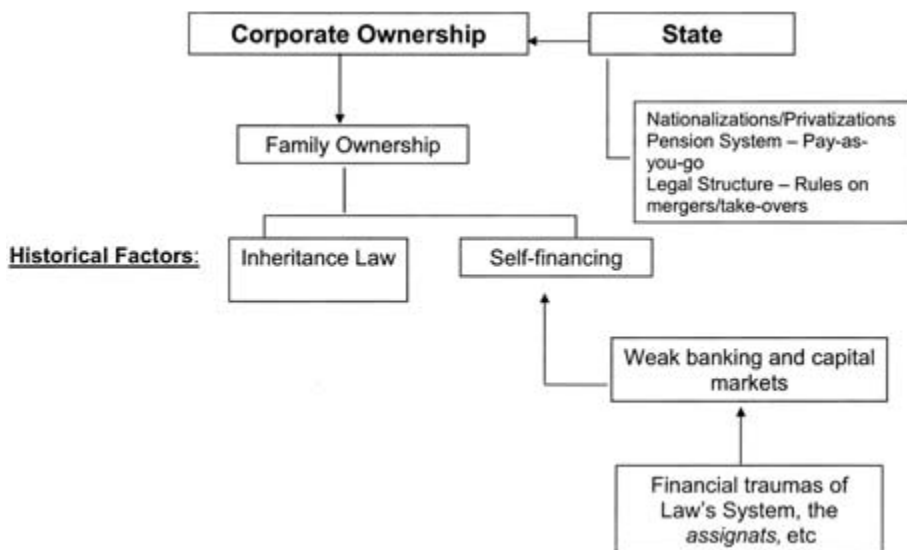 Corporate Ownership
State
Nationalizations/Privatizations
Pension System – Pay-as-
you-go
Legal Structure – Rules on
mergers/take-overs
Family Ownership
Historical Factors:
Inheritance Law
Self-financing
Weak banking and capital
markets
Financial traumas of
Law's System, the
assignats, etc